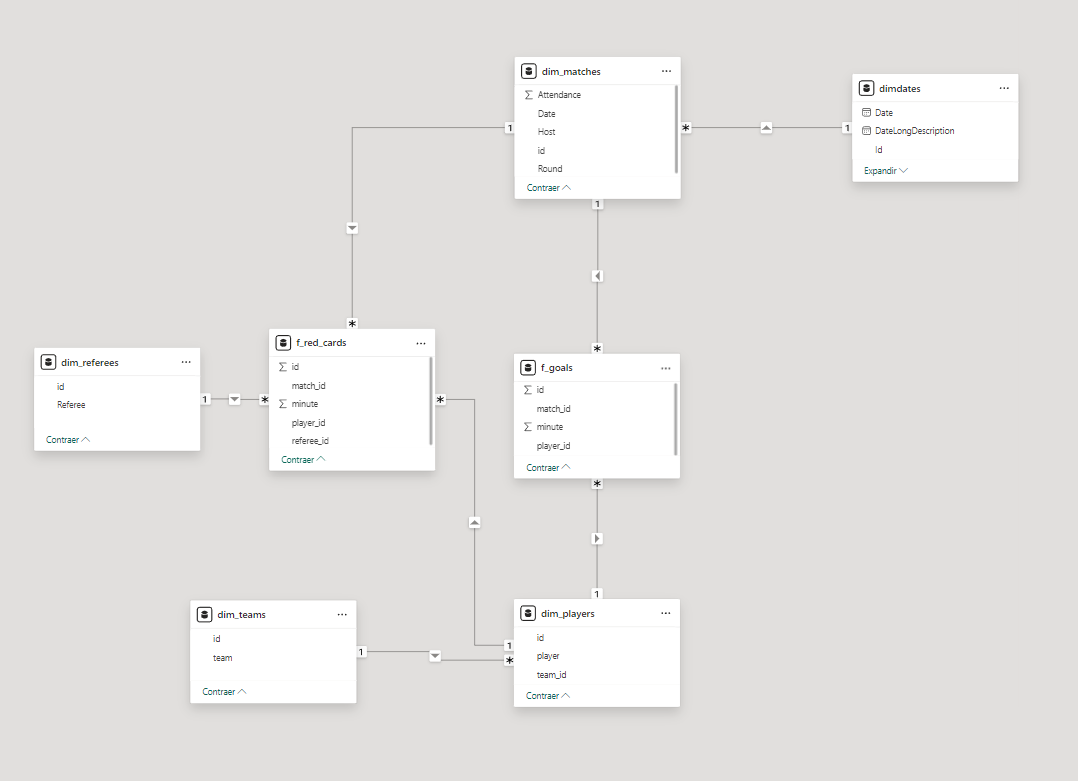 dim_matches
Attendance
Date
Host
id
Round
Contraer
dimdates
Date
DateLongDescription
Id
Expandir
1
*
1
1
*
*
dim_referees
id
Referee
Contraer
1
*
f_red_cards
id
match_id
minute
player_id
referee_id
Contraer
*
f_goals
id
match_id
minute
player_id
Contraer
*
1
dim_teams
id
team
Contraer
1
1
*
dim_players
id
player
team_id
Contraer